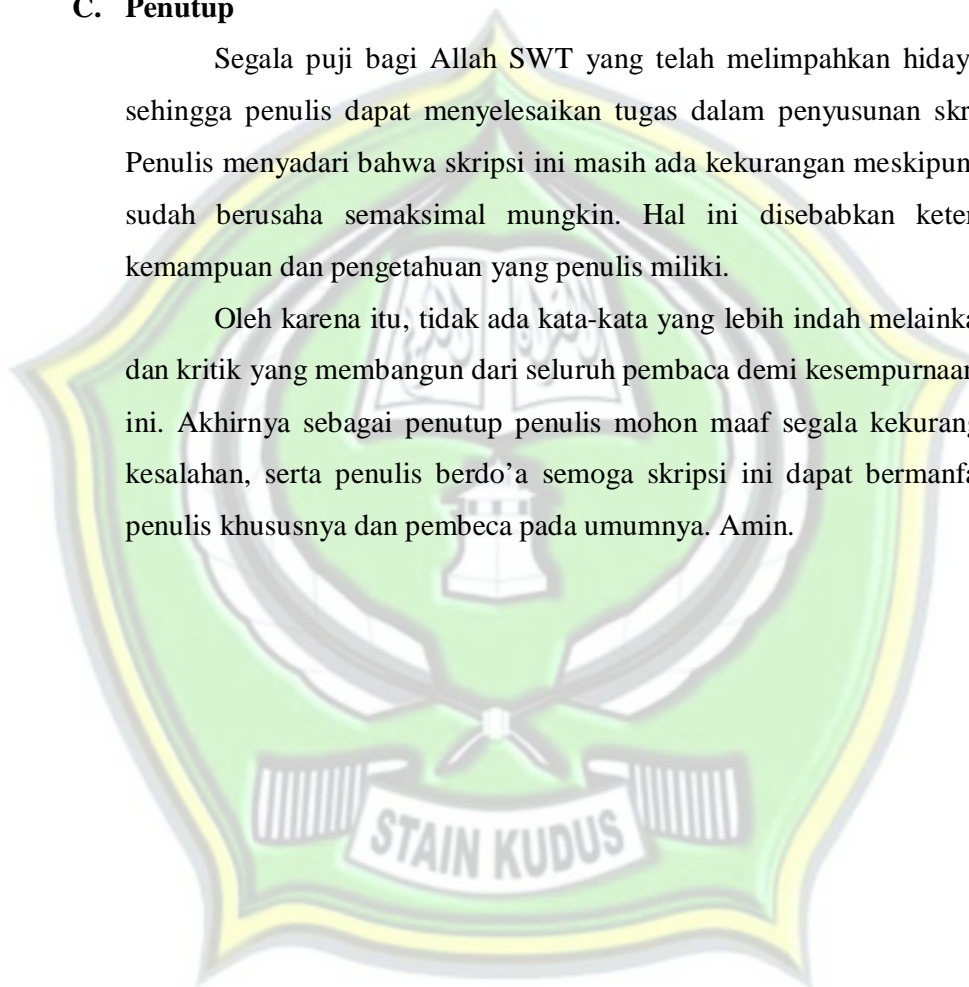 C. Penutup
Segala puji bagi Allah SWT yang telah melimpahkan
sehingga penulis dapat menyelesaikan tugas dalam penyusunan
Penulis menyadari bahwa skripsi ini masih ada kekurangan meskipun
sudah berusaha semaksimal mungkin. Hal ini disebabkan
kemampuan dan pengetahuan yang penulis miliki.
Oleh karena itu, tidak ada kata-kata yang lebih indah
dan kritik yang membangun dari seluruh pembaca demi kesempurnaan
ini. Akhirnya sebagai penutup penulis mohon maaf segala
kesalahan, serta penulis berdo’a semoga skripsi ini dapat
penulis khususnya dan pembeca pada umumnya. Amin.
STAIN KUDUS